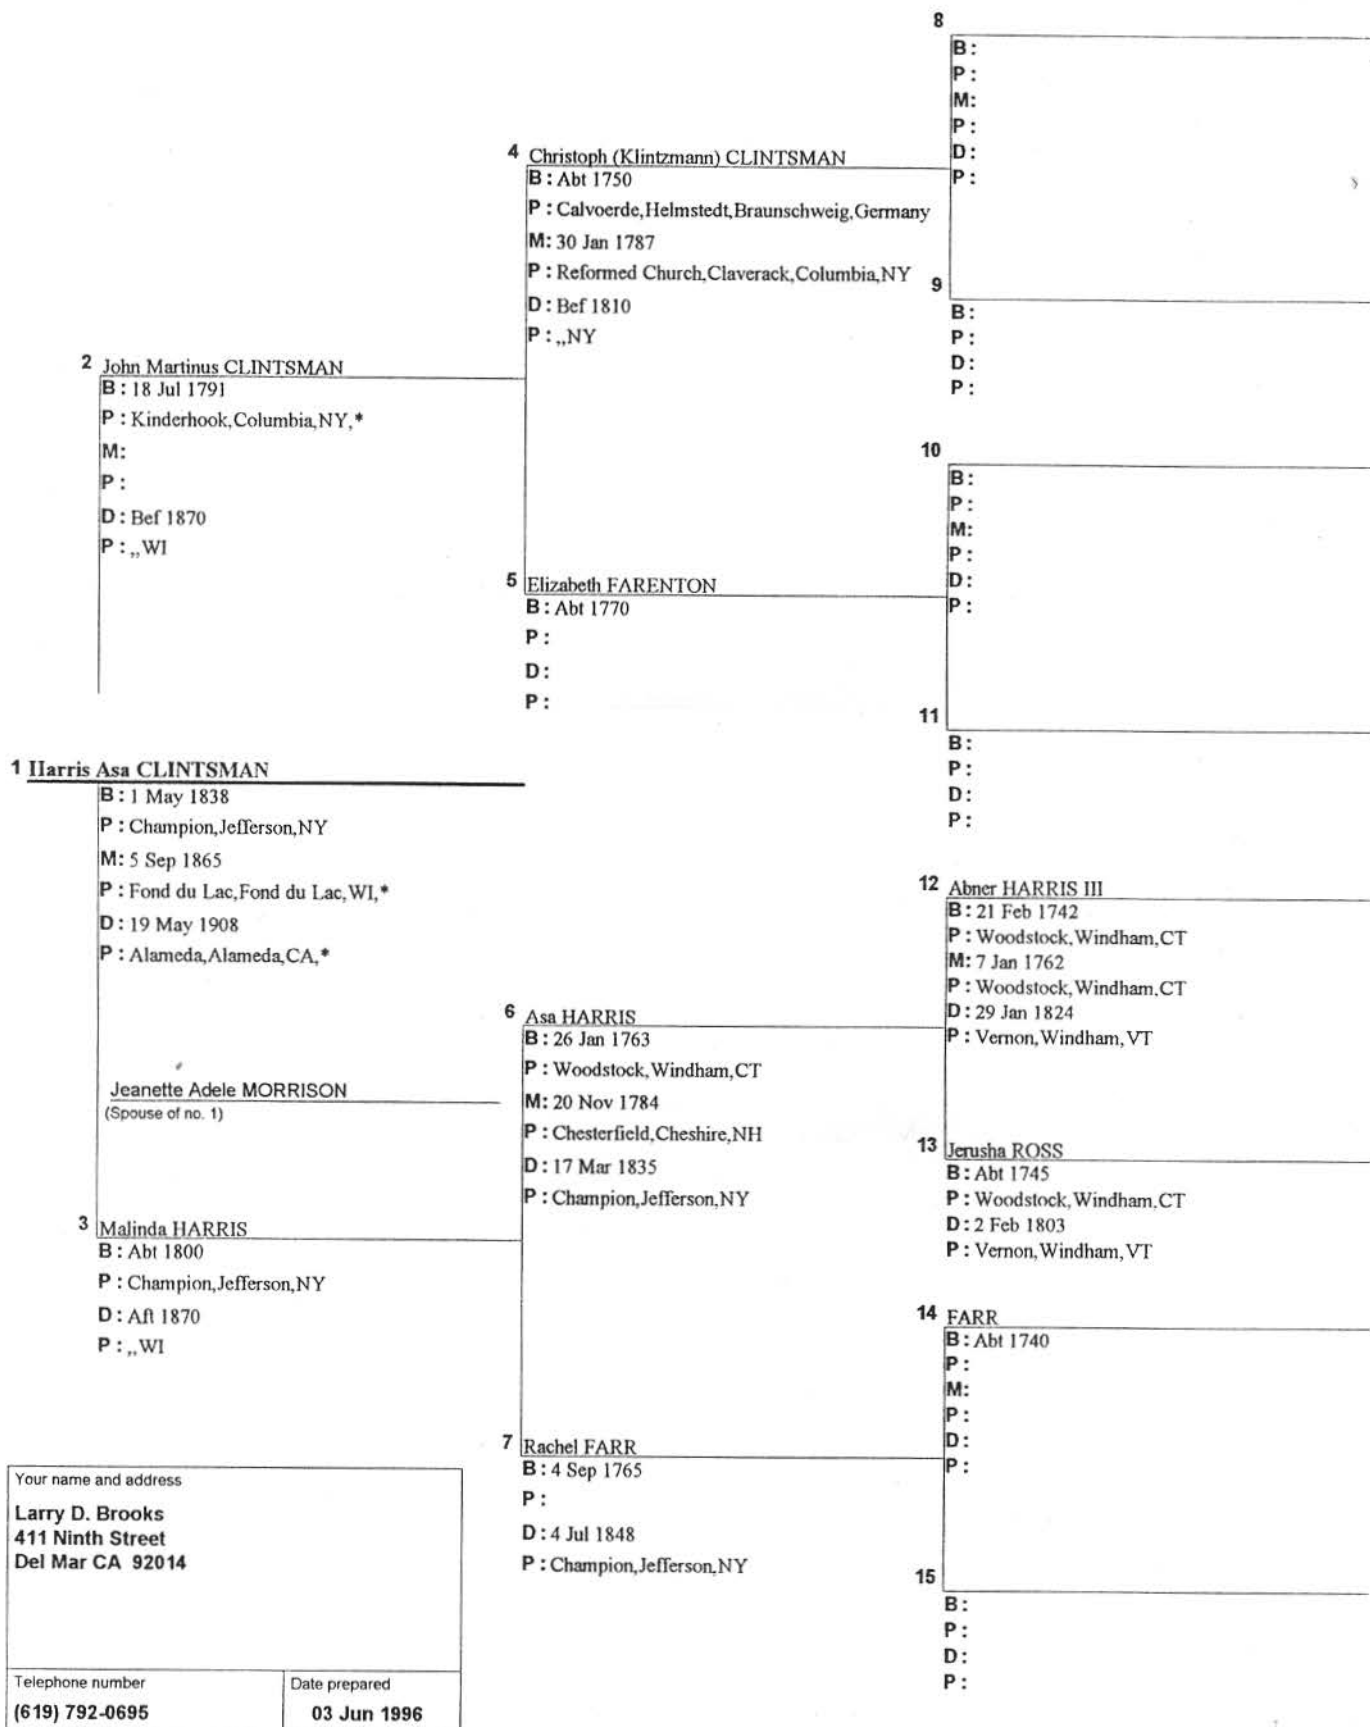 8
B:
P:
M:
P:
D:
P:
4 Christoph (Klintzmann) CLINTSMAN
B: Abt 1750
P: Calvoerde,Helmstedt,Braunschweig,Germany
M: 30 Jan 1787
P: Reformed Church,Claverack,Columbia,NY
D: Bef 1810
P: ,,NY
9
B:
P:
D:
P:
2 John Martinus CLINTSMAN
B: 18 Jul 1791
P: Kinderhook,Columbia,NY,*
M:
P:
D: Bef 1870
P: ,,WI
10
B:
P:
M:
P:
D:
P:
5 Elizabeth FARENTON
B: Abt 1770
P:
D:
P:
11
B:
P:
D:
P:
1 Harris Asa CLINTSMAN
B: 1 May 1838
P: Champion,Jefferson,NY
M: 5 Sep 1865
P: Fond du Lac,Fond du Lac,WI,*
D: 19 May 1908
P: Alameda,Alameda,CA,*
12 Abner HARRIS III
B: 21 Feb 1742
P: Woodstock,Windham,CT
M: 7 Jan 1762
P: Woodstock,Windham,CT
D: 29 Jan 1824
P: Vernon,Windham,VT
6 Asa HARRIS
B: 26 Jan 1763
P: Woodstock,Windham,CT
M: 20 Nov 1784
P: Chesterfield,Cheshire,NH
D: 17 Mar 1835
P: Champion,Jefferson,NY
Jeanette Adele MORRISON
(Spouse of no. 1)
13 Jerusha ROSS
B: Abt 1745
P: Woodstock,Windham,CT
D: 2 Feb 1803
P: Vernon,Windham,VT
3 Malinda HARRIS
B: Abt 1800
P: Champion,Jefferson,NY
D: Aft 1870
P: ,,WI
14 FARR
B: Abt 1740
P:
M:
P:
D:
P:
7 Rachel FARR
B: 4 Sep 1765
P:
D: 4 Jul 1848
P: Champion,Jefferson,NY
15
B:
P:
D:
P:
Your name and address
Larry D. Brooks
411 Ninth Street
Del Mar CA 92014
Telephone number
(619) 792-0695
Date prepared
03 Jun 1996